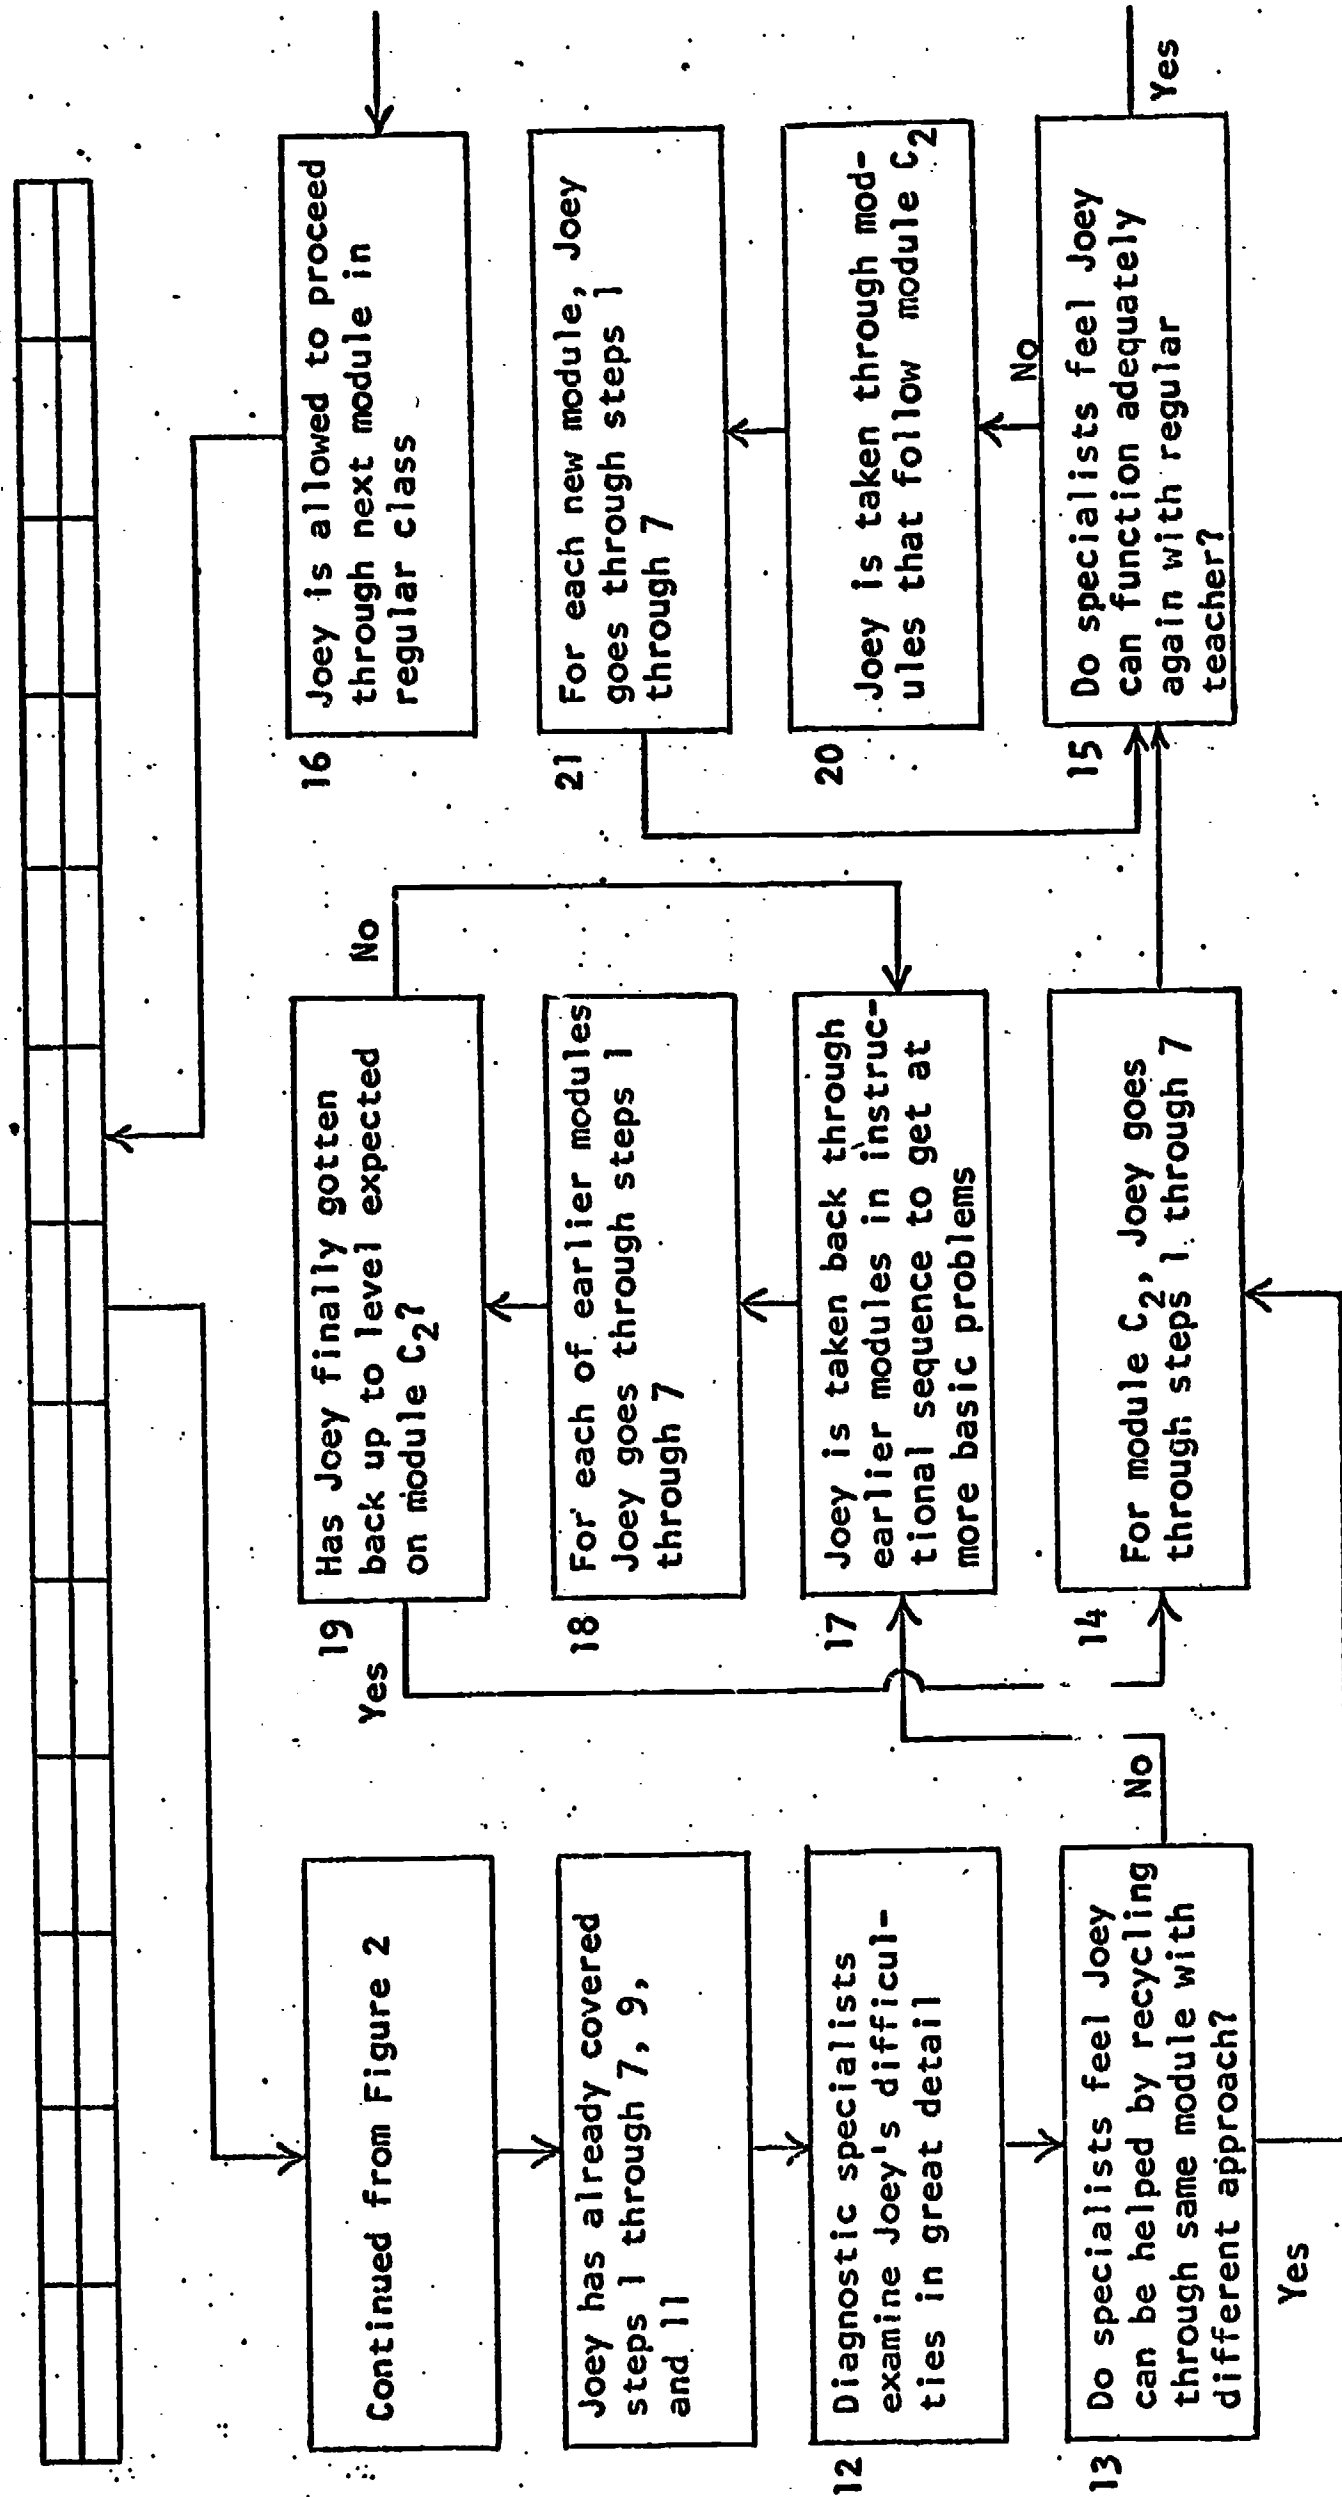 Continued from Figure 2
Joey has already covered
steps 1 through 7, 9,
and 11
12
Diagnostic specialists
examine Joey's difficul-
ties in great detail
13
Do specialists feel Joey
can be helped by recycling
through same module with
different approach?
Yes
No
19
Has Joey finally gotten
back up to level expected
on module C2?
Yes
No
18
For each of earlier modules
Joey goes through steps 1
through 7
17
Joey is taken back through
earlier modules in instruc-
tional sequence to get at
more basic problems
14
For module C2, Joey goes
through steps 1 through 7
16
Joey is allowed to proceed
through next module in
regular class
21
For each new module, Joey
goes through steps 1
through 7
20
Joey is taken through mod-
ules that follow module C2
No
15
Do specialists feel Joey
can function adequately
again with regular
teacher?
Yes